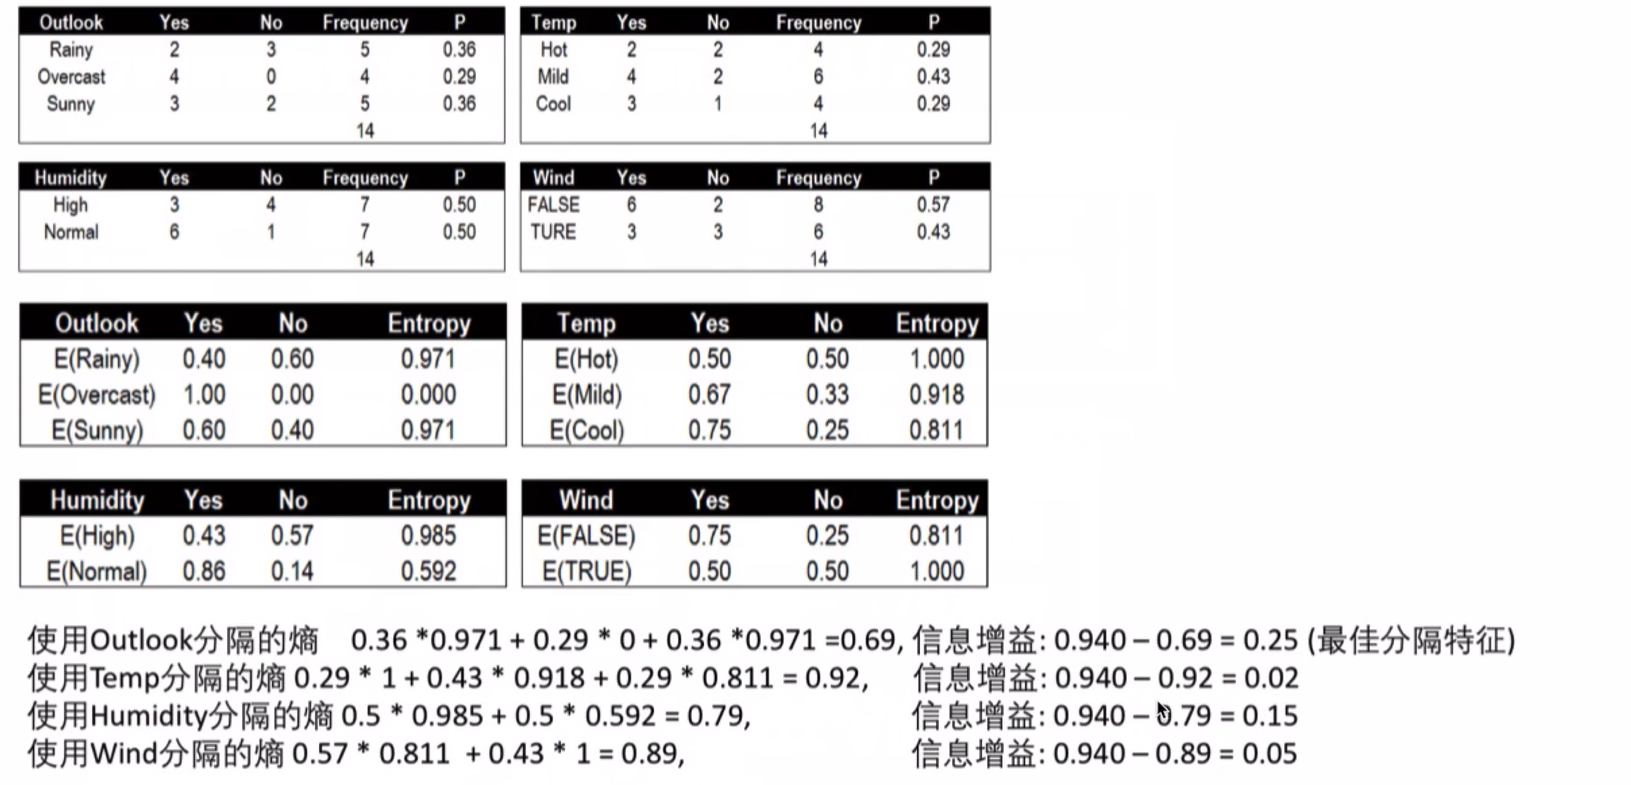 Outlook Yes No Frequency P
Rainy 2 3 5 0.36
Overcast 4 0 4 0.29
Sunny 3 2 5 0.36
14
Temp Yes No Frequency P
Hot 2 2 4 0.29
Mild 4 2 6 0.43
Cool 3 1 4 0.29
14
Humidity Yes No Frequency P
High 3 4 7 0.50
Normal 6 1 7 0.50
14
Wind Yes No Frequency P
FALSE 6 2 8 0.57
TURE 3 3 6 0.43
14
Outlook Yes No Entropy
E(Rainy) 0.40 0.60 0.971
E(Overcast) 1.00 0.00 0.000
E(Sunny) 0.60 0.40 0.971
Temp Yes No Entropy
E(Hot) 0.50 0.50 1.000
E(Mild) 0.67 0.33 0.918
E(Cool) 0.75 0.25 0.811
Humidity Yes No Entropy
E(High) 0.43 0.57 0.985
E(Normal) 0.86 0.14 0.592
Wind Yes No Entropy
E(FALSE) 0.75 0.25 0.811
E(TRUE) 0.50 0.50 1.000
使用Outlook分隔的熵 0.36 *0.971 + 0.29 * 0 + 0.36 *0.971 =0.69, 信息增益: 0.940 – 0.69 = 0.25 (最佳分隔特征)
使用Temp分隔的熵 0.29 * 1 + 0.43 * 0.918 + 0.29 * 0.811 = 0.92, 信息增益: 0.940 – 0.92 = 0.02
使用Humidity分隔的熵 0.5 * 0.985 + 0.5 * 0.592 = 0.79, 信息增益: 0.940 – 0.79 = 0.15
使用Wind分隔的熵 0.57 * 0.811 + 0.43 * 1 = 0.89, 信息增益: 0.940 – 0.89 = 0.05